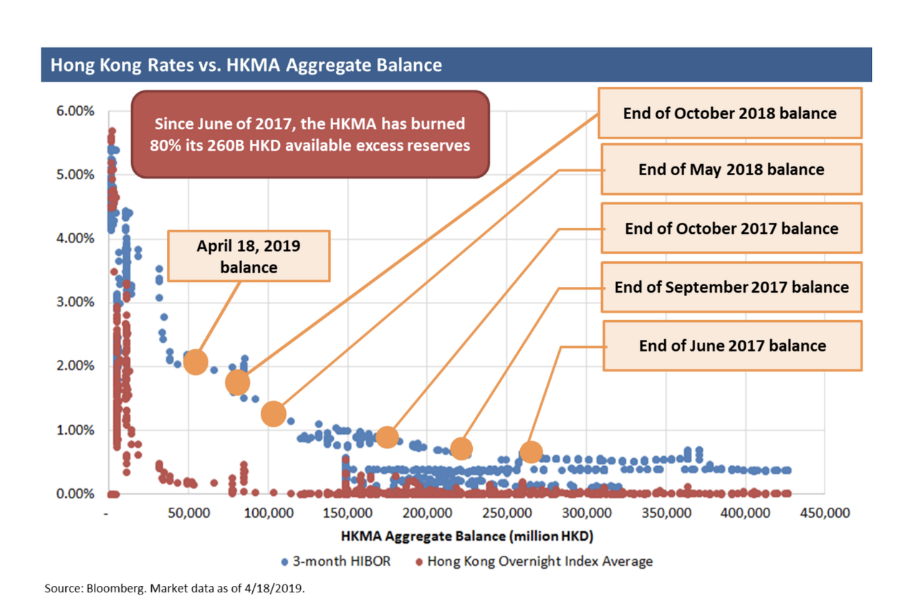 Hong Kong Rates vs. HKMA Aggregate Balance
6.00%
5.00%
4.00%
3.00%
2.00%
1.00%
0.00%
Since June of 2017, the HKMA has burned
80% its 260B HKD available excess reserves
April 18, 2019
balance
End of October 2018 balance
End of May 2018 balance
End of October 2017 balance
End of September 2017 balance
End of June 2017 balance
- 50,000 100,000 150,000 200,000 250,000 300,000 350,000 400,000 450,000
HKMA Aggregate Balance (million HKD)
3-month HIBOR Hong Kong Overnight Index Average
Source: Bloomberg. Market data as of 4/18/2019.